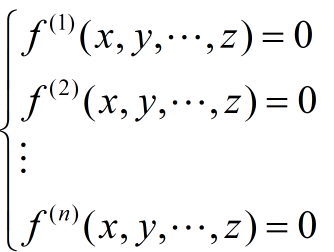 f⁽¹⁾(x, y, ⋯, z) = 0
f⁽²⁾(x, y, ⋯, z) = 0
⋮
f⁽ⁿ⁾(x, y, ⋯, z) = 0